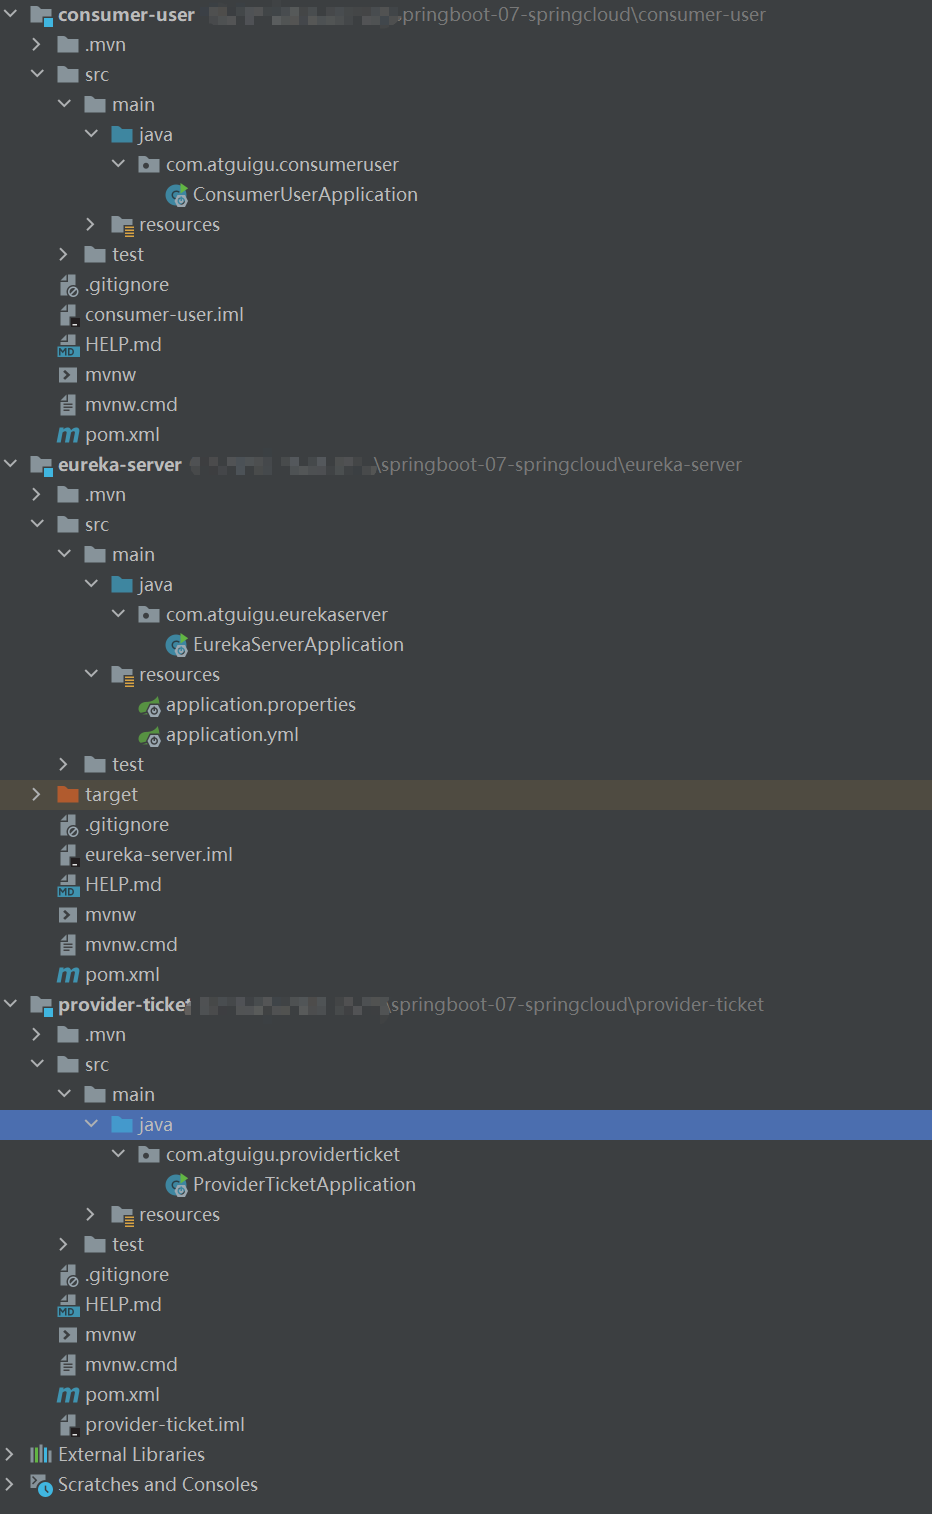 consumer-user pringboot-07-springcloud\consumer-user
.mvn
src
main
java
com.atguigu.consumeruser
ConsumerUserApplication
resources
test
.gitignore
consumer-user.iml
HELP.md
mvnw
mvnw.cmd
pom.xml
eureka-server \springboot-07-springcloud\eureka-server
.mvn
src
main
java
com.atguigu.eurekaserver
EurekaServerApplication
resources
application.properties
application.yml
test
target
.gitignore
eureka-server.iml
HELP.md
mvnw
mvnw.cmd
pom.xml
provider-ticket \springboot-07-springcloud\provider-ticket
.mvn
src
main
java
com.atguigu.providerticket
ProviderTicketApplication
resources
test
.gitignore
HELP.md
mvnw
mvnw.cmd
pom.xml
provider-ticket.iml
External Libraries
Scratches and Consoles